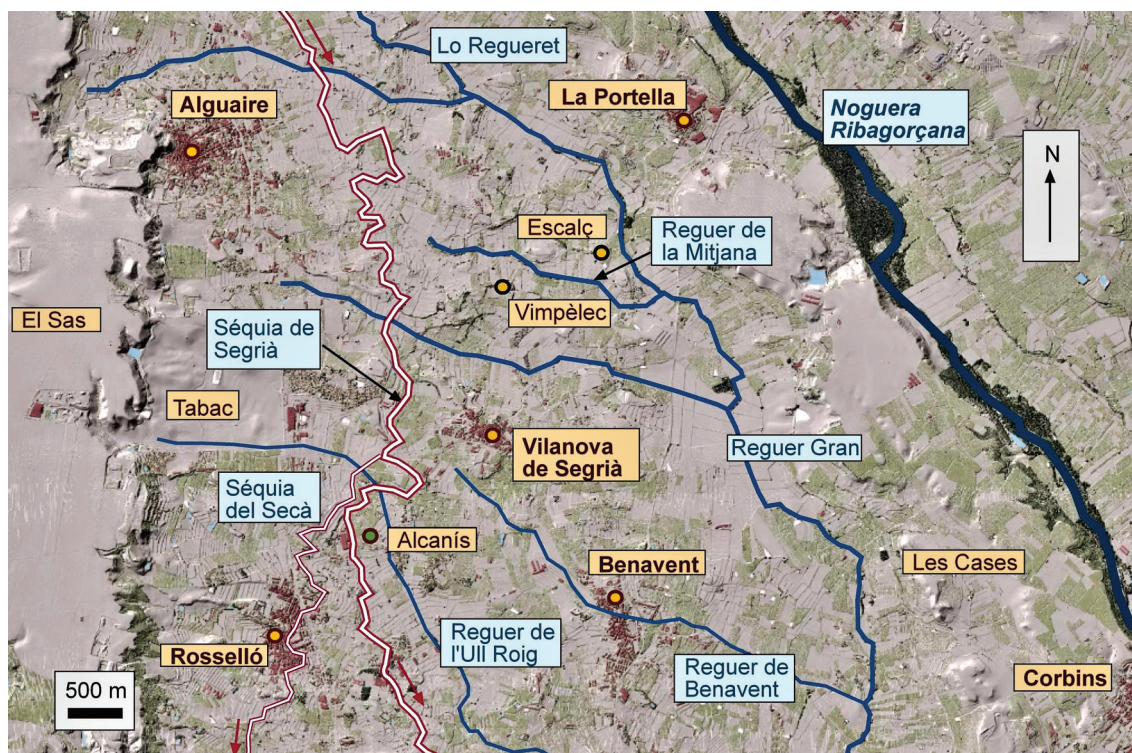 Lo Regueret
Alguaire
La Portella
Noguera
Ribagorçana
N
Escalç
Reguer de
la Mitjana
El Sas
Séquia de
Segrià
Vimpèlec
Tabac
Vilanova
de Segrià
Reguer Gran
Séquia
del Secà
Alcanís
Benavent
Les Cases
Rosselló
Reguer de
l'Ull Roig
Reguer de
Benavent
Corbins
500 m